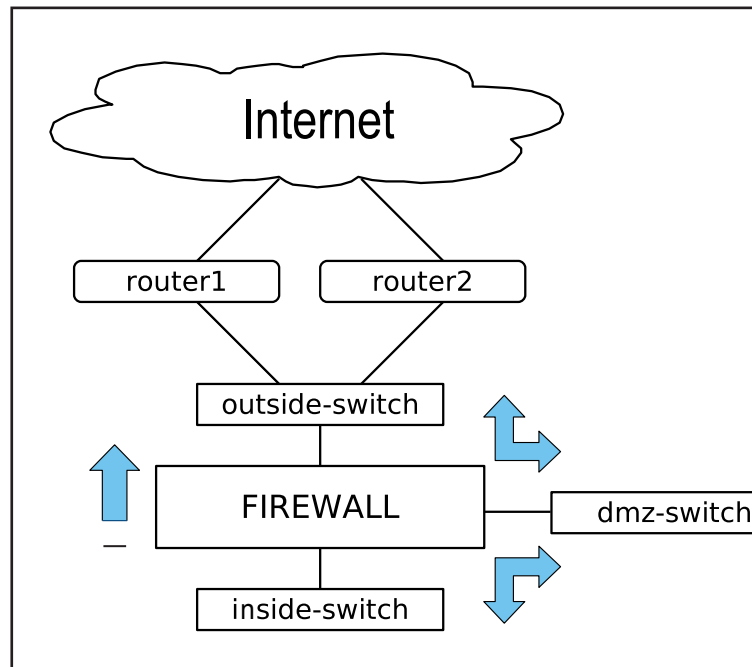 Internet
router1
router2
outside-switch
FIREWALL
dmz-switch
inside-switch